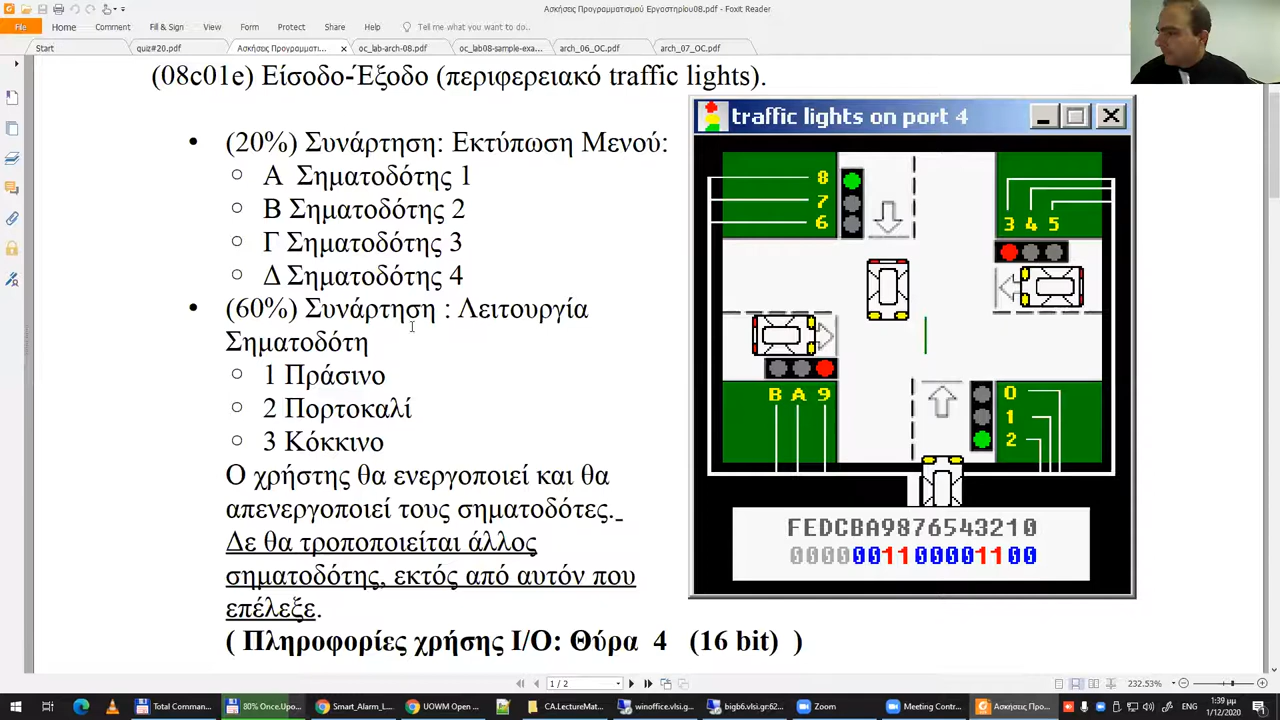 Ασκήσεις Προγραμματισμού Εργαστηρίου08.pdf - Foxit Reader
File Home Comment Fill & Sign View Form Protect Share Help Tell me what you want to do...
Start quiz#20.pdf Ασκήσεις Προγραμματι... oc_lab-arch-08.pdf oc_lab08-sample-exa... arch_06_OC.pdf arch_07_OC.pdf
(08c01e) Είσοδο-Έξοδο (περιφερειακό traffic lights).
• (20%) Συνάρτηση: Εκτύπωση Μενού:
○ Α Σηματοδότης 1
○ Β Σηματοδότης 2
○ Γ Σηματοδότης 3
○ Δ Σηματοδότης 4
• (60%) Συνάρτηση : Λειτουργία
Σηματοδότη
○ 1 Πράσινο
○ 2 Πορτοκαλί
○ 3 Κόκκινο
Ο χρήστης θα ενεργοποιεί και θα
απενεργοποιεί τους σηματοδότες.
Δε θα τροποποιείται άλλος
σηματοδότης, εκτός από αυτόν που
επέλεξε.
( Πληροφορίες χρήσης I/O: Θύρα 4 (16 bit) )
traffic lights on port 4
8
7
6
3 4 5
B A 9
0
1
2
FEDCBA9876543210
0000001100001100
1 / 2 232.53%
Total Comman... 80% Once.Upo... Smart_Alarm_L... UOWM Open ... CA.LectureMat... winoffice.vlsi.g... bigb6.vlsi.gr:62... Zoom Meeting Contr... Ασκήσεις Προ...
1:39 μμ
1/12/2020